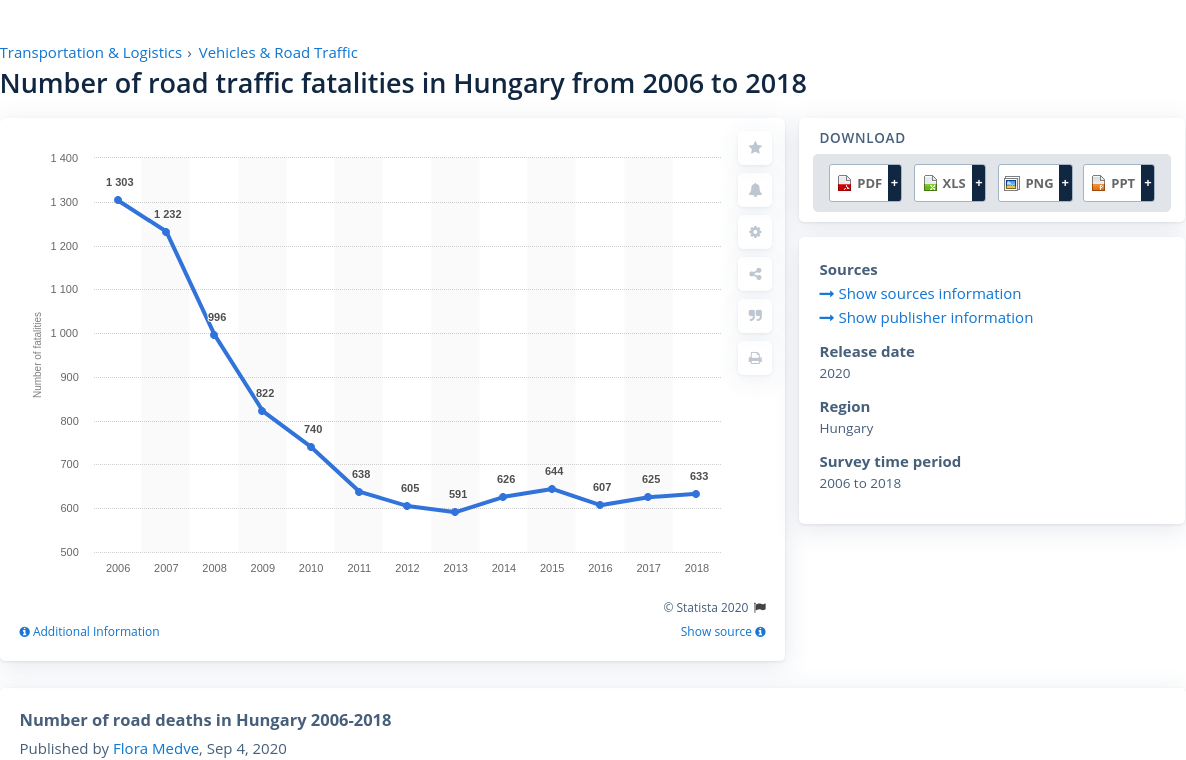 Transportation & Logistics › Vehicles & Road Traffic
Number of road traffic fatalities in Hungary from 2006 to 2018
1 400
1 300
1 200
1 100
1 000
900
800
700
600
500
Number of fatalities
1 303
1 232
996
822
740
638
605
591
626
644
607
625
633
2006 2007 2008 2009 2010 2011 2012 2013 2014 2015 2016 2017 2018
© Statista 2020
Additional Information
Show source
DOWNLOAD
PDF + XLS + PNG + PPT +
Sources
Show sources information
Show publisher information
Release date
2020
Region
Hungary
Survey time period
2006 to 2018
Number of road deaths in Hungary 2006-2018
Published by Flora Medve, Sep 4, 2020